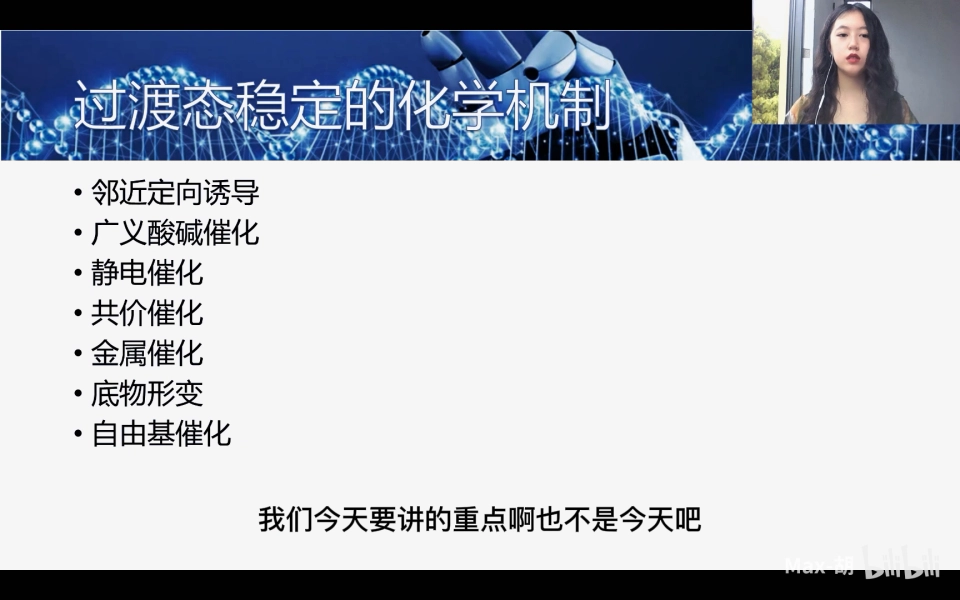 过渡态稳定的化学机制
• 邻近定向诱导
• 广义酸碱催化
• 静电催化
• 共价催化
• 金属催化
• 底物形变
• 自由基催化
我们今天要讲的重点啊也不是今天吧
Max-胡 bilibili